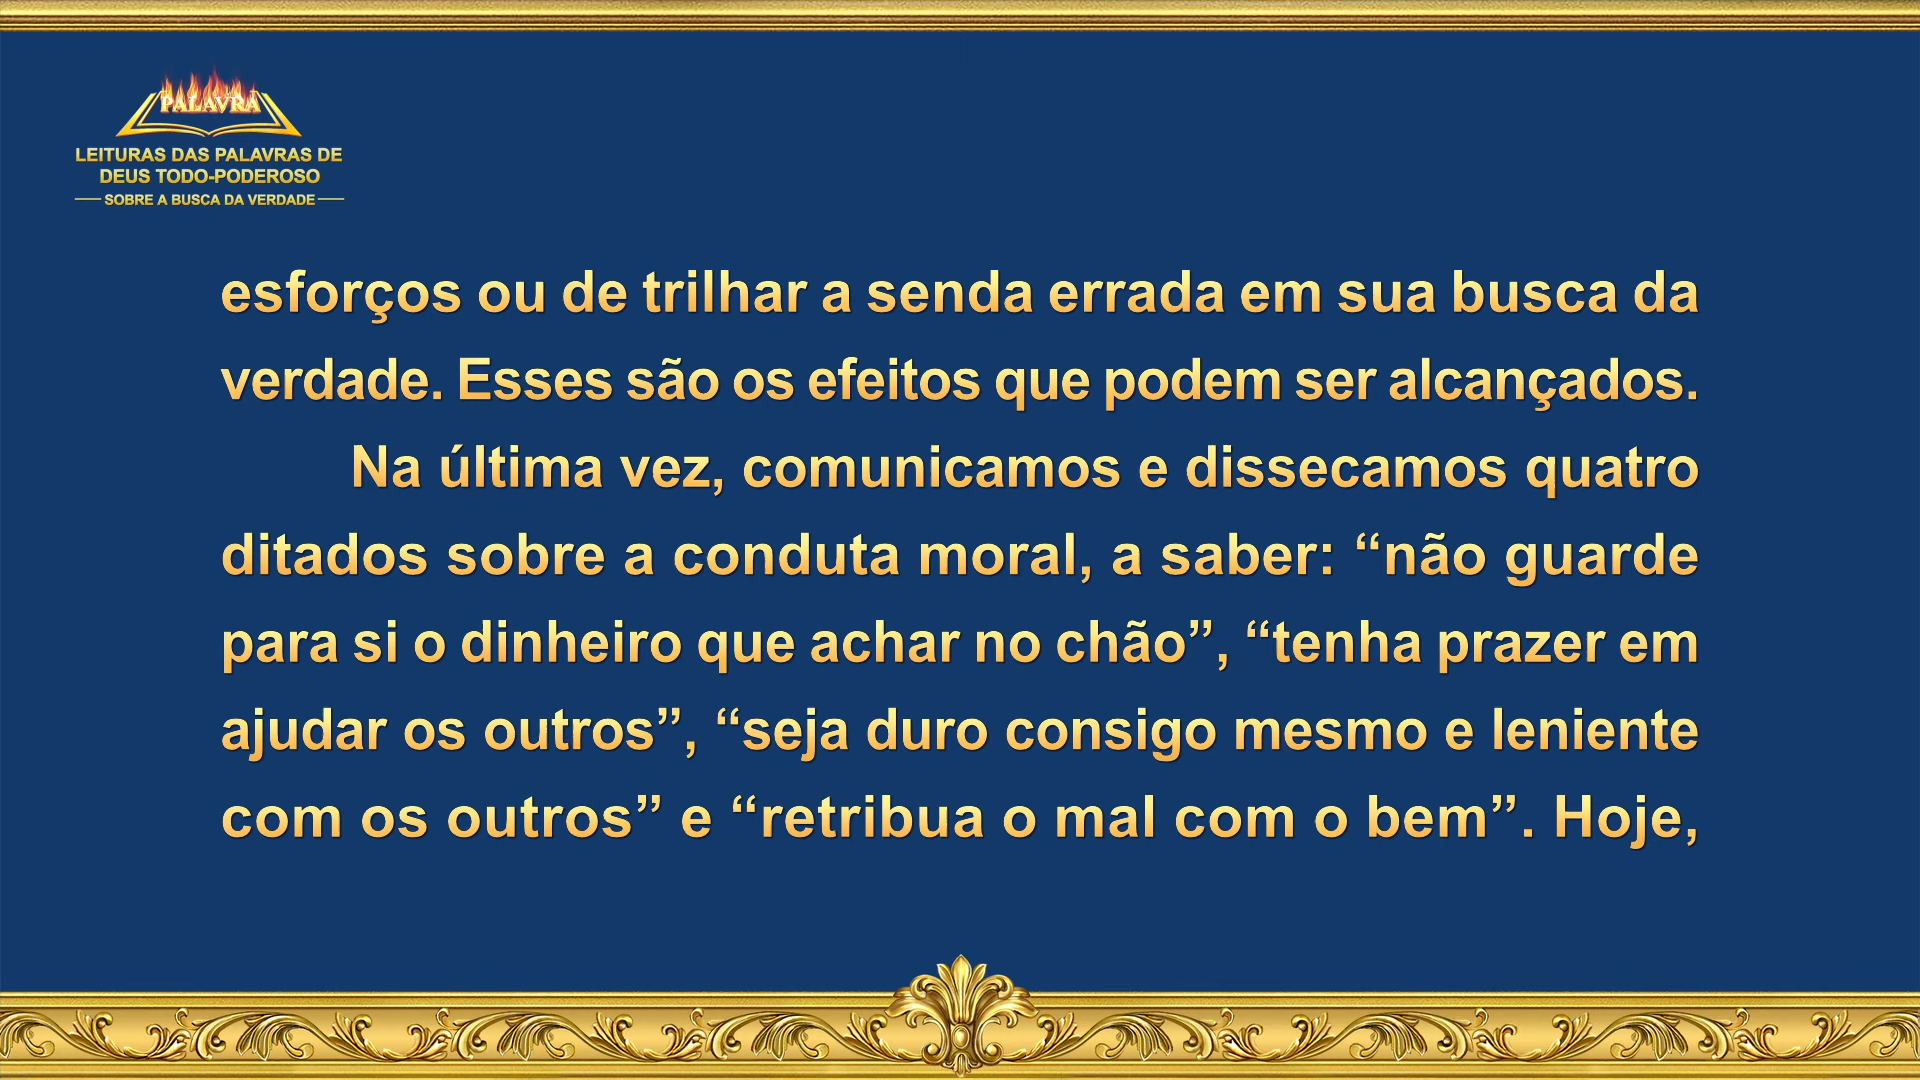 PALAVRA
LEITURAS DAS PALAVRAS DE
DEUS TODO-PODEROSO
SOBRE A BUSCA DA VERDADE
esforços ou de trilhar a senda errada em sua busca da
verdade. Esses são os efeitos que podem ser alcançados.
Na última vez, comunicamos e dissecamos quatro
ditados sobre a conduta moral, a saber: “não guarde
para si o dinheiro que achar no chão”, “tenha prazer em
ajudar os outros”, “seja duro consigo mesmo e leniente
com os outros” e “retribua o mal com o bem”. Hoje,